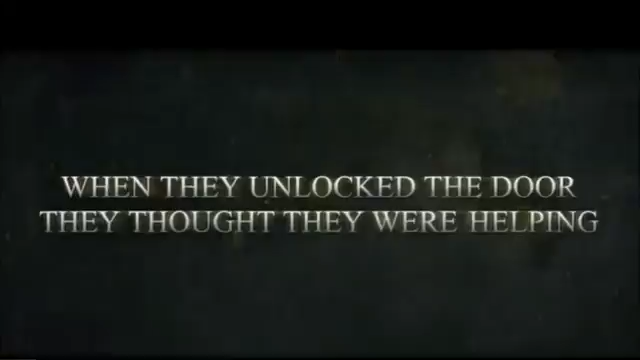 WHEN THEY UNLOCKED THE DOOR
THEY THOUGHT THEY WERE HELPING